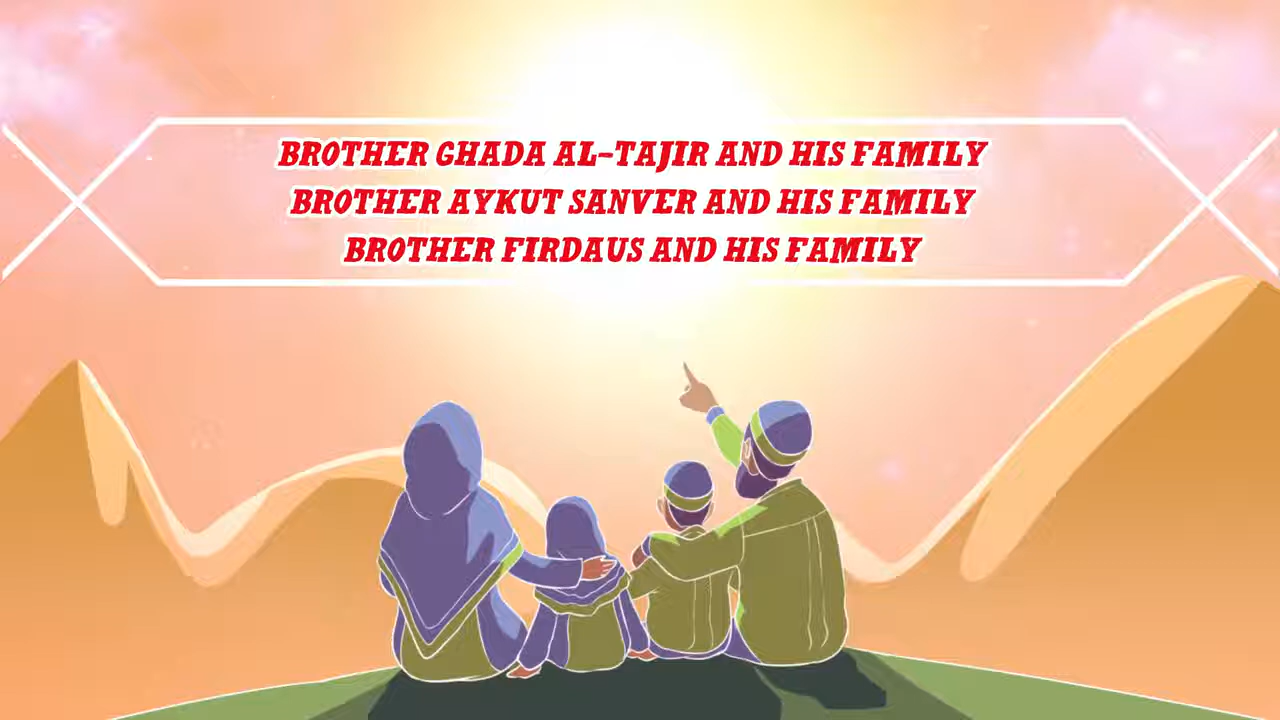 BROTHER GHADA AL-TAJIR AND HIS FAMILY
BROTHER AYKUT SANVER AND HIS FAMILY
BROTHER FIRDAUS AND HIS FAMILY